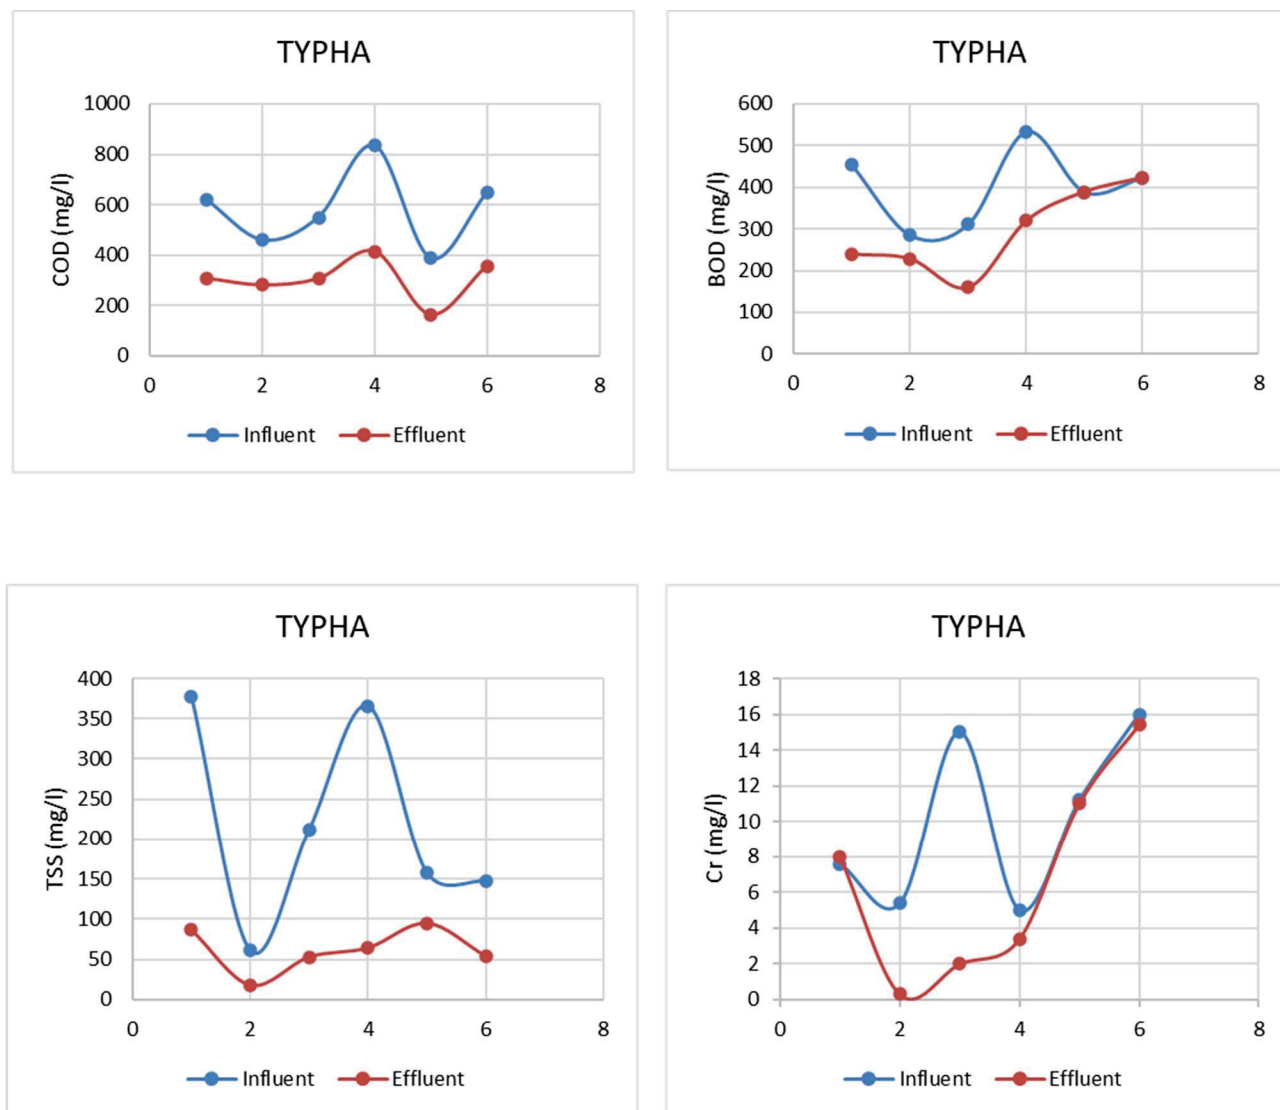 TYPHA
COD (mg/l)
1000
800
600
400
200
0
0 2 4 6 8
Influent Effluent
TYPHA
BOD (mg/l)
600
500
400
300
200
100
0
0 2 4 6 8
Influent Effluent
TYPHA
TSS (mg/l)
400
350
300
250
200
150
100
50
0
0 2 4 6 8
Influent Effluent
TYPHA
Cr (mg/l)
18
16
14
12
10
8
6
4
2
0
0 2 4 6 8
Influent Effluent